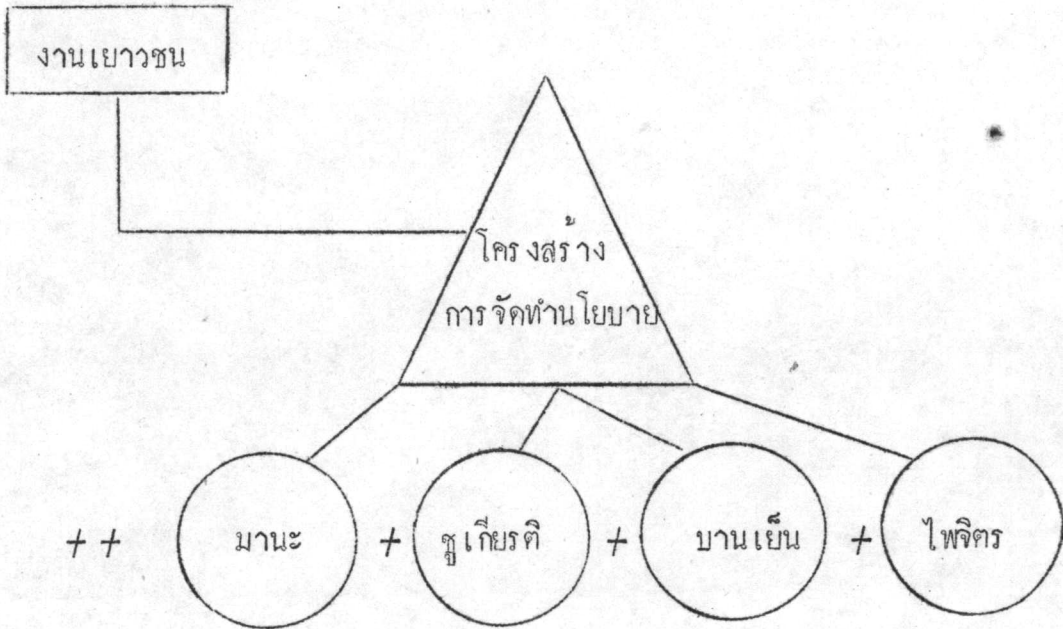 งานเยาวชน
โครงสร้าง
การจัดทำนโยบาย
++ มานะ + ชูเกียรติ + บานเย็น + ไพจิตร